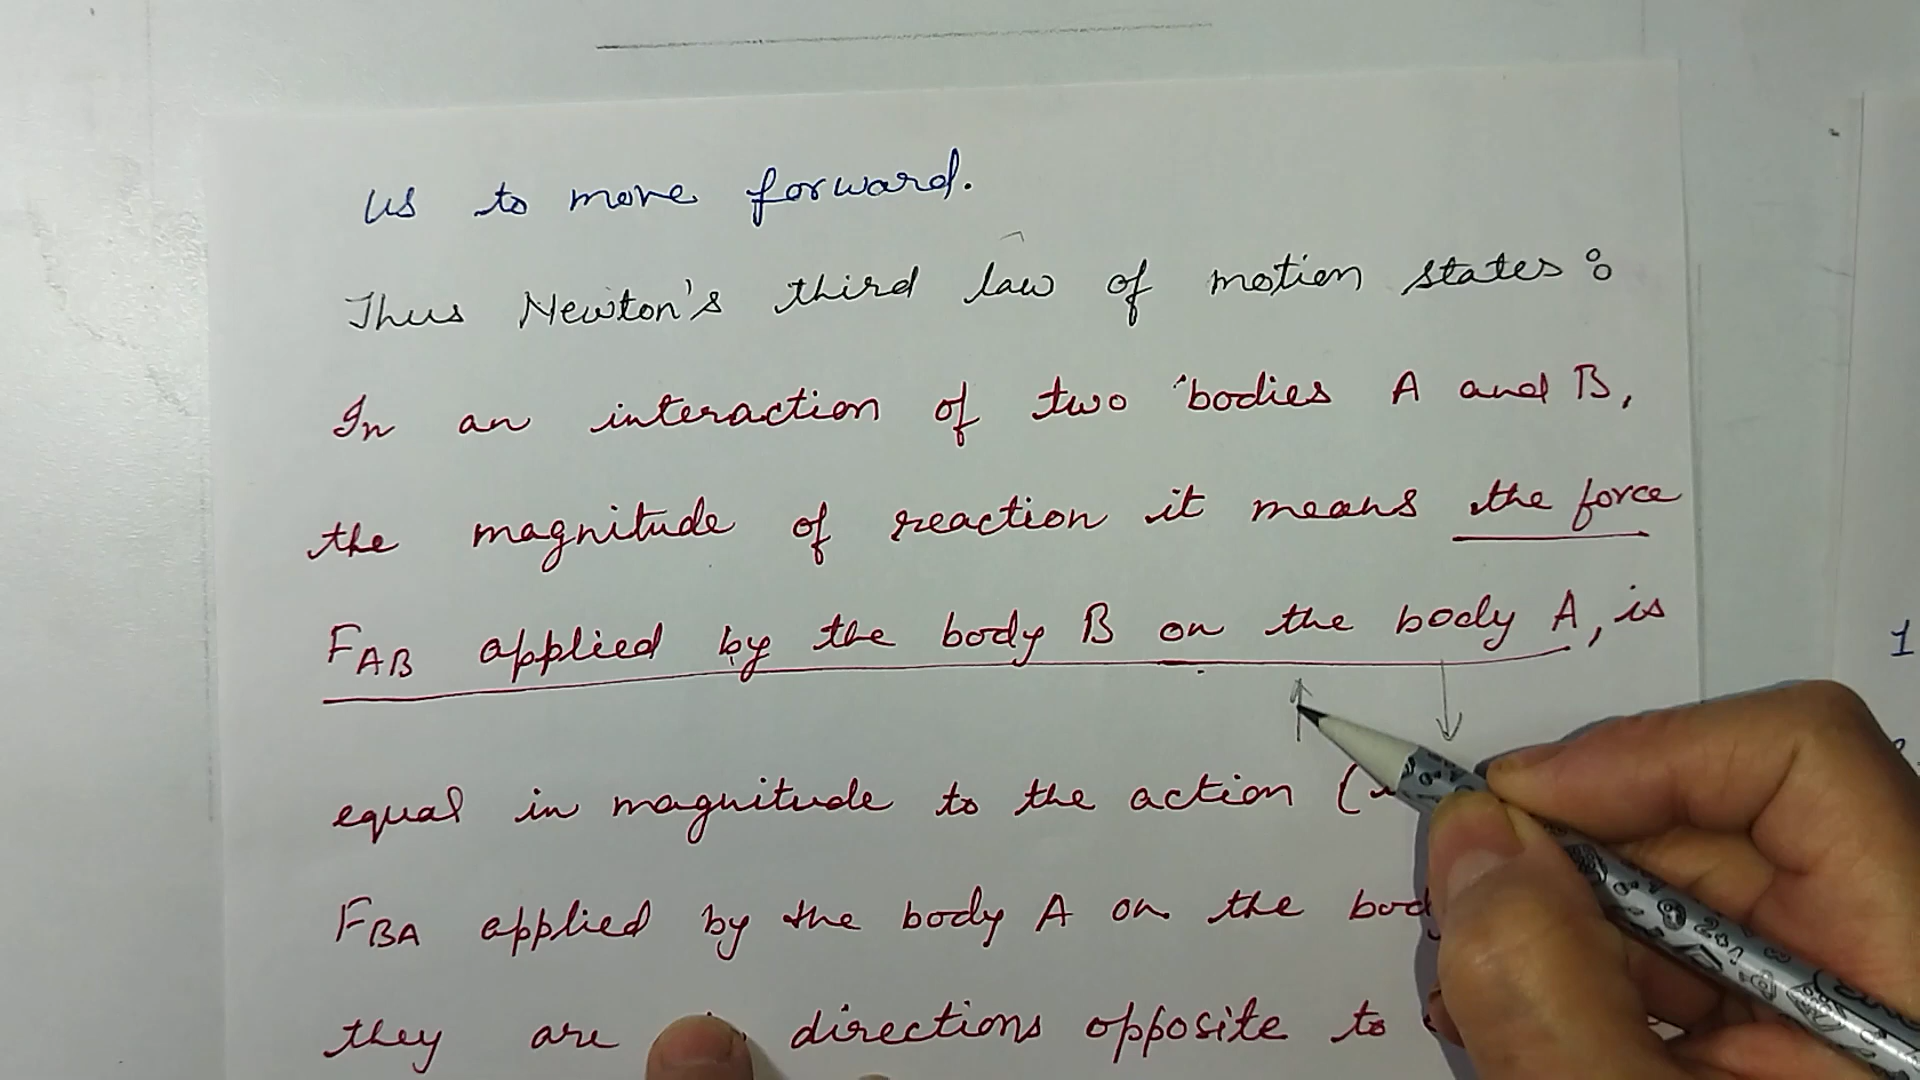 us to move forward.
Thus Newton's third law of motion states :
In an interaction of two bodies A and B,
the magnitude of reaction it means the force
FAB applied by the body B on the body A, is
equal in magnitude to the action (
FBA applied by the body A on the
they are directions opposite to
1